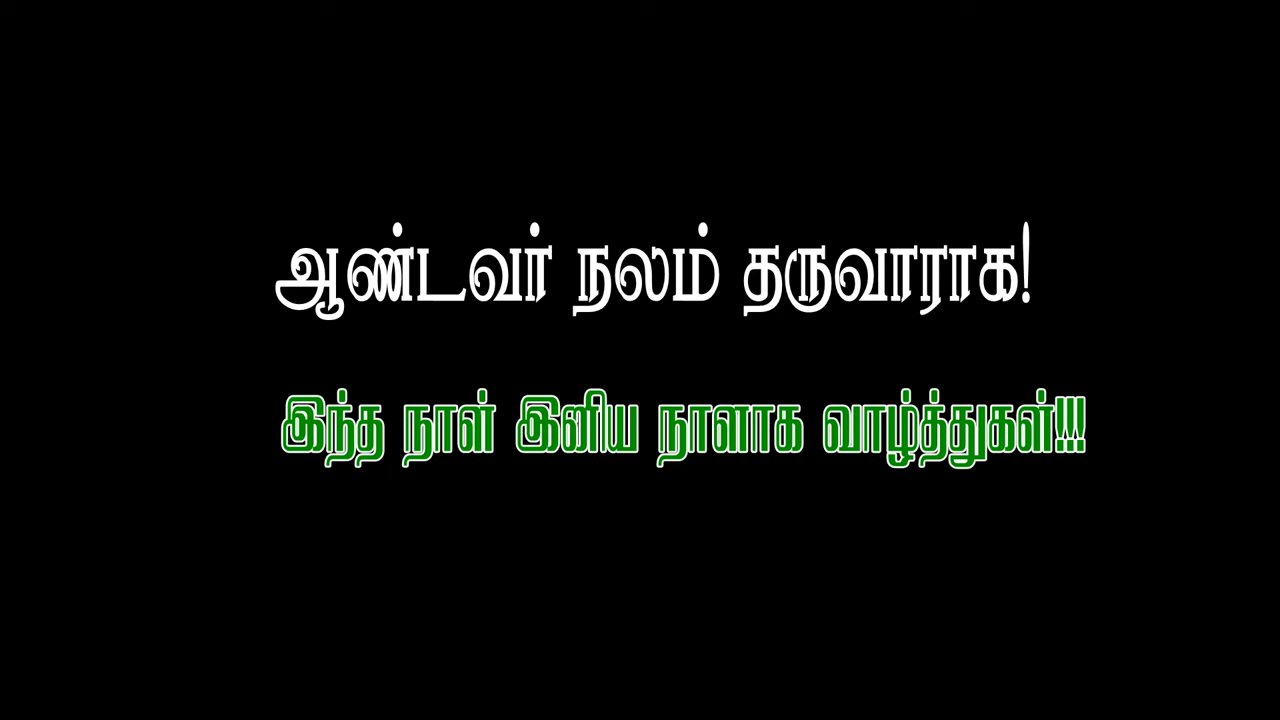 ஆண்டவர் நலம் தருவாராக!
இந்த நாள் இனிய நாளாக வாழ்த்துகள்!!!